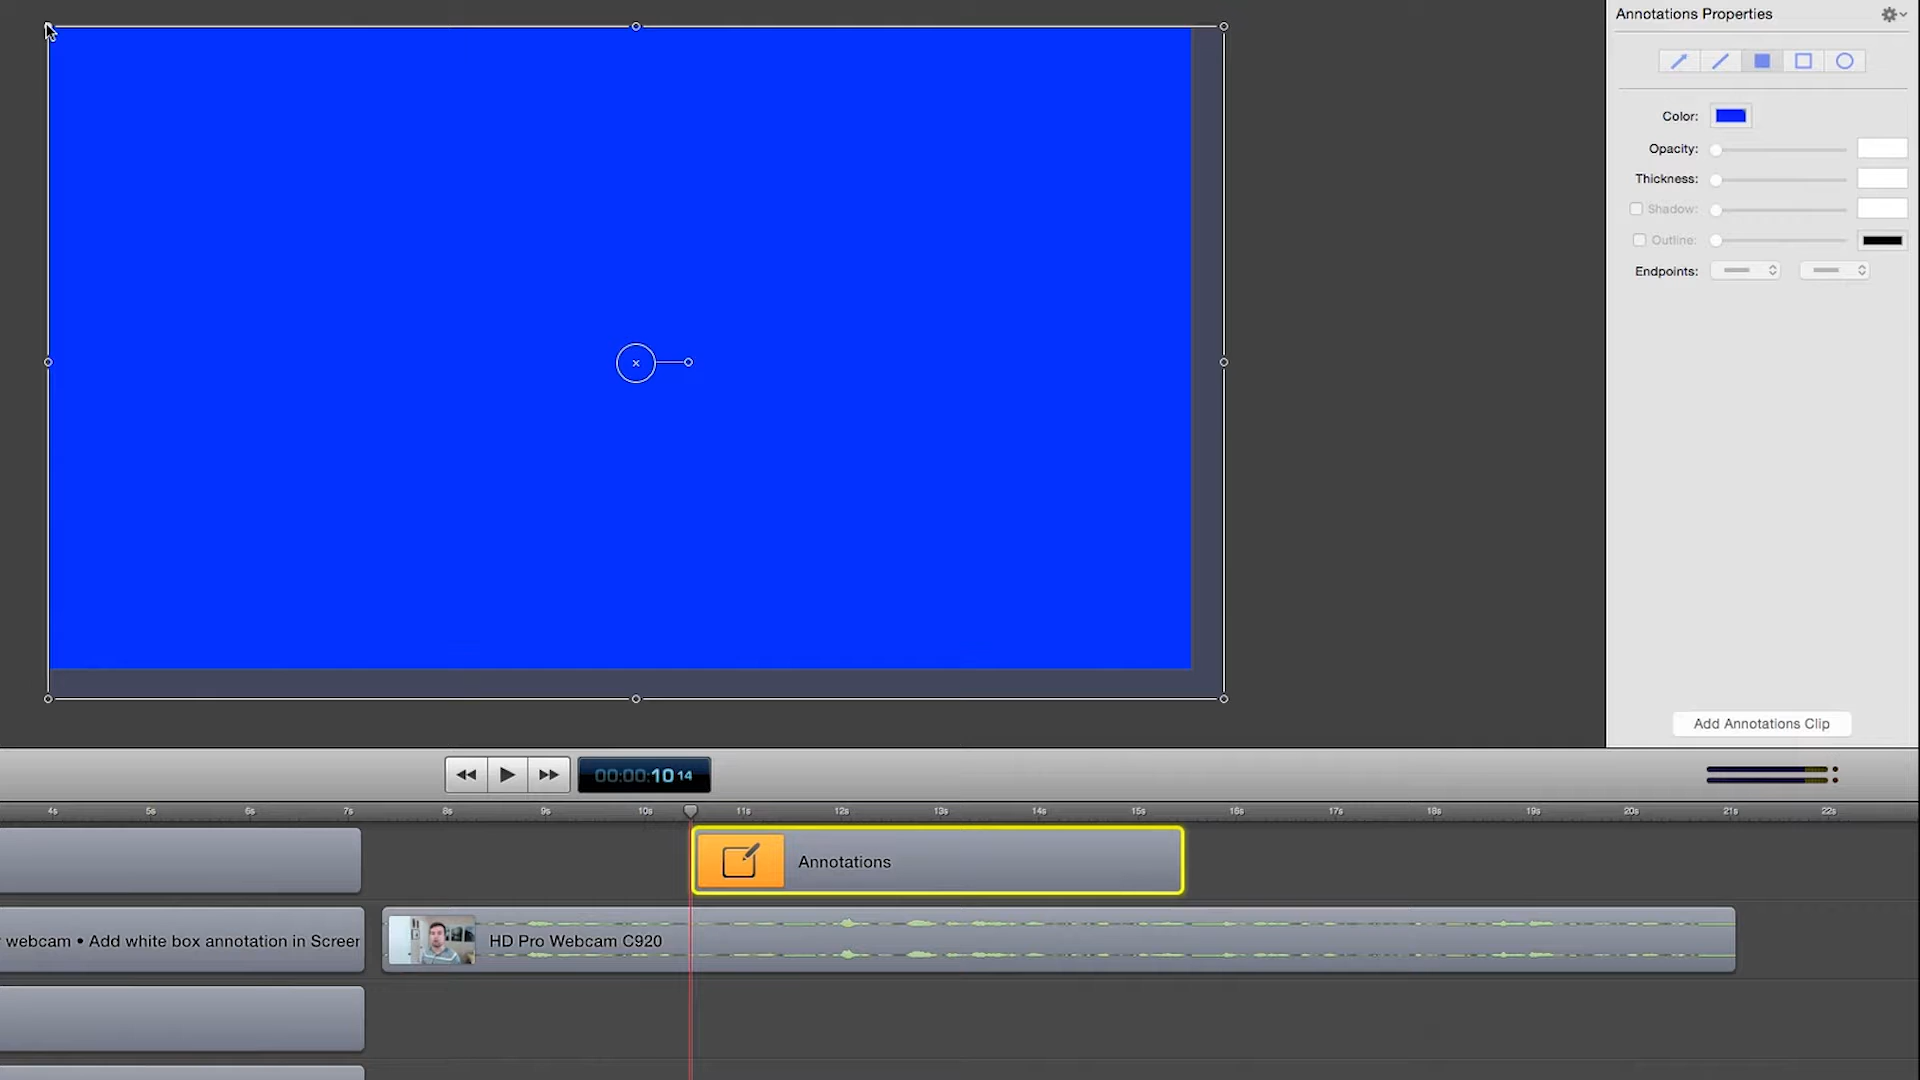 Annotations Properties
Color:
Opacity:
Thickness:
Shadow:
Outline:
Endpoints:
Add Annotations Clip
00:00:10 14
4s 5s 6s 7s 8s 9s 10s 11s 12s 13s 14s 15s 16s 17s 18s 19s 20s 21s 22s
Annotations
webcam • Add white box annotation in Screen
HD Pro Webcam C920